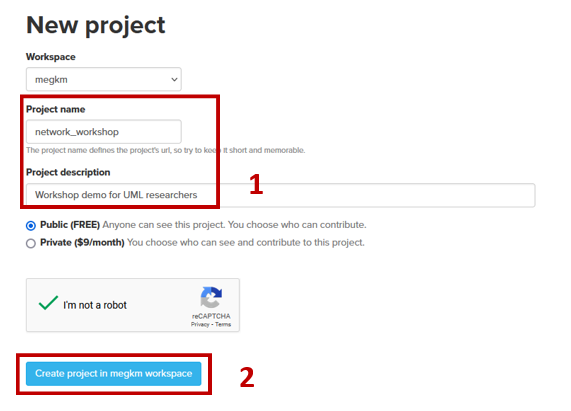 New project
Workspace
megkm
Project name
network_workshop
The project name defines the project's url, so try to keep it short and memorable.
Project description
1
Workshop demo for UML researchers
Public (FREE) Anyone can see this project. You choose who can contribute.
Private ($9/month) You choose who can see and contribute to this project.
I'm not a robot
reCAPTCHA
Privacy - Terms
Create project in megkm workspace
2